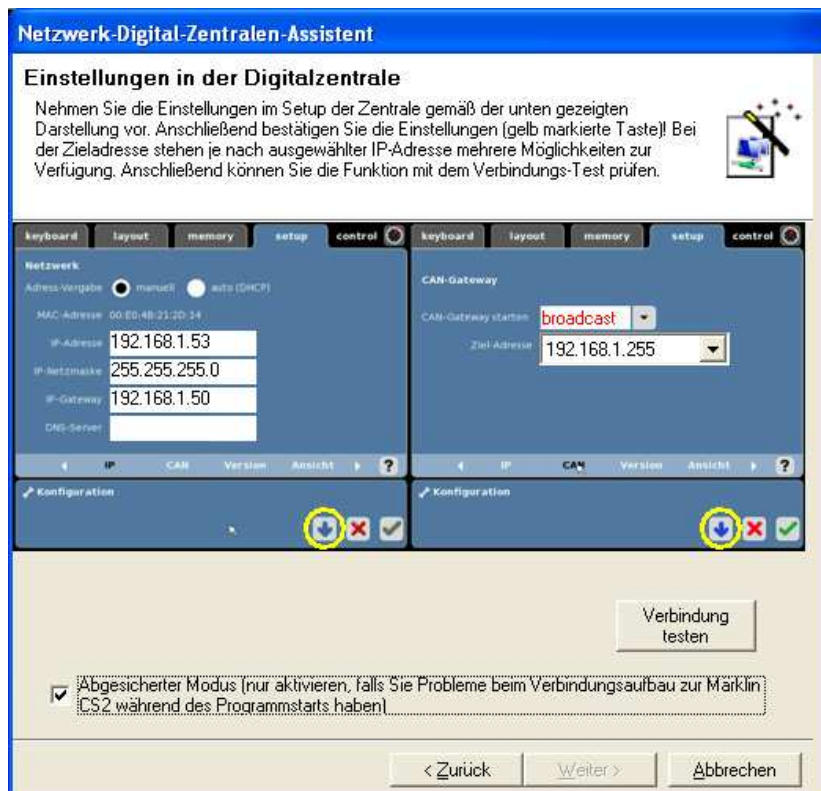 Netzwerk-Digital-Zentralen-Assistent
Einstellungen in der Digitalzentrale
Nehmen Sie die Einstellungen im Setup der Zentrale gemäß der unten gezeigten
Darstellung vor. Anschließend bestätigen Sie die Einstellungen (gelb markierte Taste)! Bei
der Zieladresse stehen je nach ausgewählter IP-Adresse mehrere Möglichkeiten zur
Verfügung. Anschließend können Sie die Funktion mit dem Verbindungs-Test prüfen.
keyboard layout memory setup control
Netzwerk
Adress-Vergabe manuell auto (DHCP)
MAC-Adresse 00:E0:4B:21:2D:34
IP-Adresse 192.168.1.53
IP-Netzmaske 255.255.255.0
IP-Gateway 192.168.1.50
DNS-Server
IP CAN Version Ansicht ?
Konfiguration
keyboard layout memory setup control
CAN-Gateway
CAN-Gateway starten broadcast
Ziel-Adresse 192.168.1.255
IP CAN Version Ansicht ?
Konfiguration
Verbindung
testen
Abgesicherter Modus (nur aktivieren, falls Sie Probleme beim Verbindungsaufbau zur Märklin
CS2 während des Programmstarts haben)
< Zurück Weiter > Abbrechen